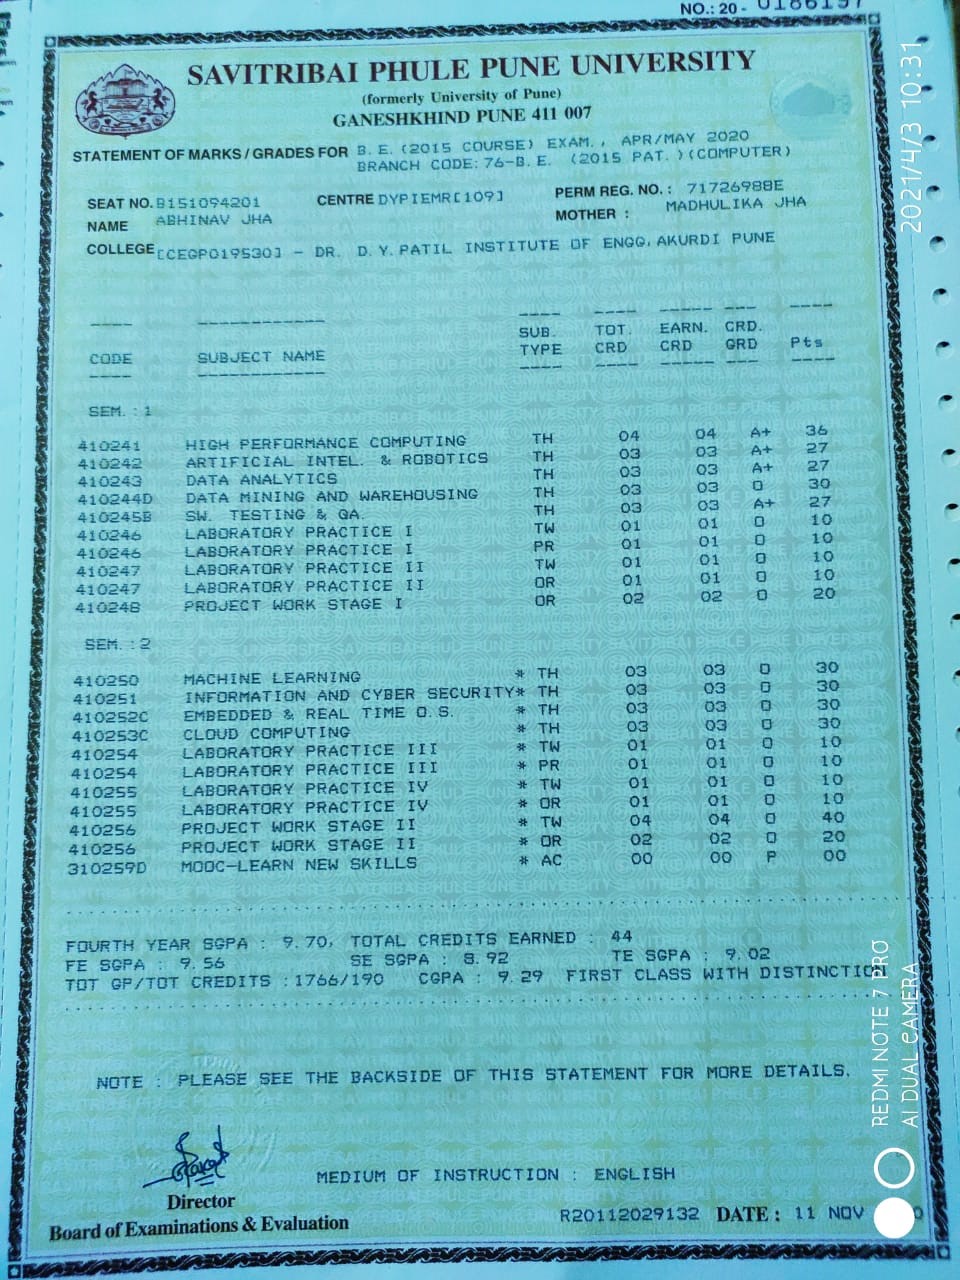 NO.: 20 - 0186197
SAVITRIBAI PHULE PUNE UNIVERSITY
(formerly University of Pune)
GANESHKHIND PUNE 411 007
STATEMENT OF MARKS / GRADES FOR B. E. (2015 COURSE) EXAM., APR/MAY 2020
BRANCH CODE: 76-B. E. (2015 PAT.)(COMPUTER)
SEAT NO. B151094201 CENTRE DYPIEMR[109] PERM REG. NO. : 71726988E
NAME ABHINAV JHA MOTHER : MADHULIKA JHA
COLLEGE [CEGP019530] - DR. D. Y. PATIL INSTITUTE OF ENGG, AKURDI PUNE
CODE SUBJECT NAME SUB. TYPE TOT. CRD EARN. CRD CRD. GRD Pts
SEM. : 1
410241 HIGH PERFORMANCE COMPUTING TH 04 04 A+ 36
410242 ARTIFICIAL INTEL. & ROBOTICS TH 03 03 A+ 27
410243 DATA ANALYTICS TH 03 03 A+ 27
410244D DATA MINING AND WAREHOUSING TH 03 03 O 30
410245B SW. TESTING & QA. TH 03 03 A+ 27
410246 LABORATORY PRACTICE I TW 01 01 O 10
410246 LABORATORY PRACTICE I PR 01 01 O 10
410247 LABORATORY PRACTICE II TW 01 01 O 10
410247 LABORATORY PRACTICE II OR 01 01 O 10
410248 PROJECT WORK STAGE I OR 02 02 O 20
SEM. : 2
410250 MACHINE LEARNING * TH 03 03 O 30
410251 INFORMATION AND CYBER SECURITY* TH 03 03 O 30
410252C EMBEDDED & REAL TIME O.S. * TH 03 03 O 30
410253C CLOUD COMPUTING * TH 03 03 O 30
410254 LABORATORY PRACTICE III * TW 01 01 O 10
410254 LABORATORY PRACTICE III * PR 01 01 O 10
410255 LABORATORY PRACTICE IV * TW 01 01 O 10
410255 LABORATORY PRACTICE IV * OR 01 01 O 10
410256 PROJECT WORK STAGE II * TW 04 04 O 40
410256 PROJECT WORK STAGE II * OR 02 02 O 20
310259D MOOC-LEARN NEW SKILLS * AC 00 00 P 00
FOURTH YEAR SGPA : 9.70, TOTAL CREDITS EARNED : 44
FE SGPA : 9.56 SE SGPA : 8.92 TE SGPA : 9.02
TOT GP/TOT CREDITS :1766/190 CGPA : 9.29 FIRST CLASS WITH DISTINCTION
NOTE : PLEASE SEE THE BACKSIDE OF THIS STATEMENT FOR MORE DETAILS.
MEDIUM OF INSTRUCTION : ENGLISH
Director
Board of Examinations & Evaluation
R20112029132 DATE : 11 NOV
2021/4/3 10:31
REDMI NOTE 7 PRO
AI DUAL CAMERA